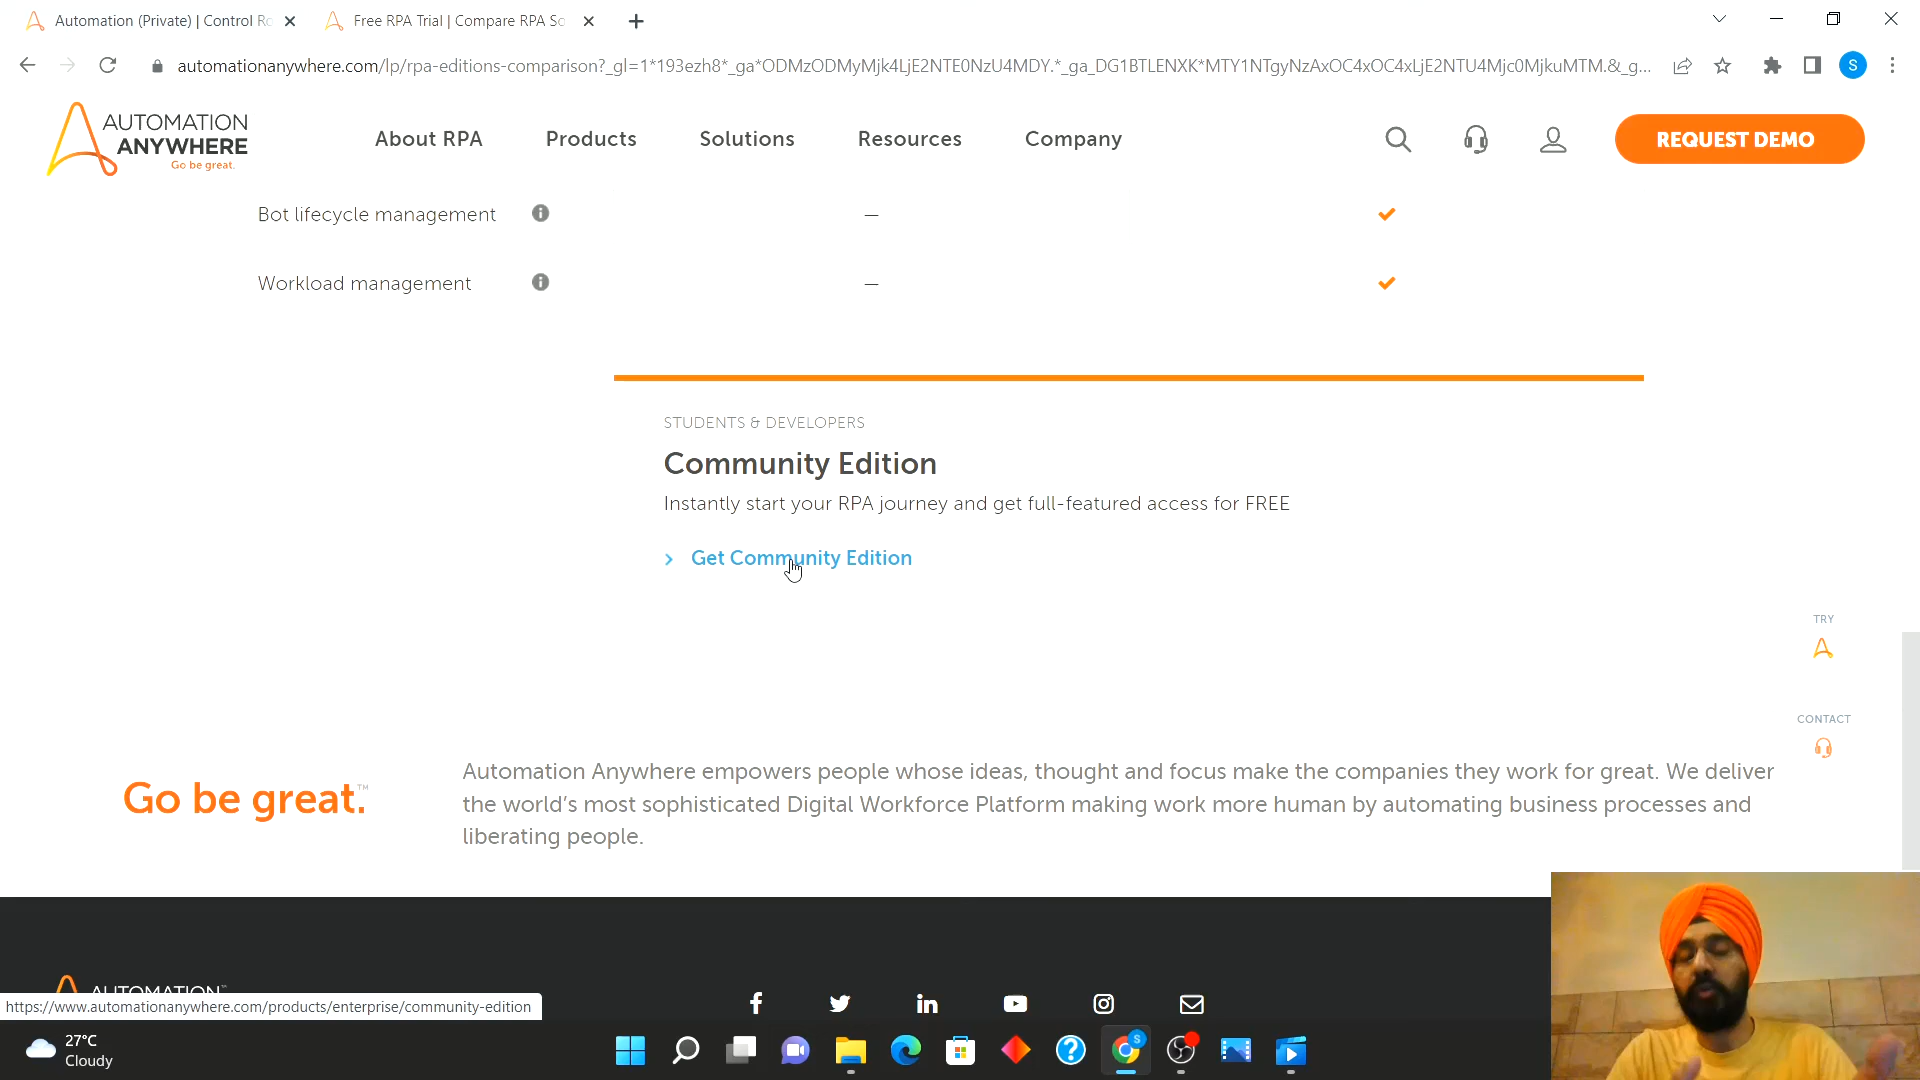 Automation (Private) | Control Ro
Free RPA Trial | Compare RPA So
automationanywhere.com/lp/rpa-editions-comparison?_gl=1*193ezh8*_ga*ODMzODMyMjk4LjE2NTE0NzU4MDY.*_ga_DG1BTLENXK*MTY1NTgyNzAxOC4xOC4xLjE2NTU4Mjc0MjkuMTM.&_g...
S
AUTOMATION
ANYWHERE
Go be great.
About RPA
Products
Solutions
Resources
Company
REQUEST DEMO
Bot lifecycle management
—
Workload management
—
STUDENTS & DEVELOPERS
Community Edition
Instantly start your RPA journey and get full-featured access for FREE
Get Community Edition
TRY
CONTACT
Go be great.™
Automation Anywhere empowers people whose ideas, thought and focus make the companies they work for great. We deliver
the world's most sophisticated Digital Workforce Platform making work more human by automating business processes and
liberating people.
AUTOMATION
https://www.automationanywhere.com/products/enterprise/community-edition
27°C
Cloudy
S